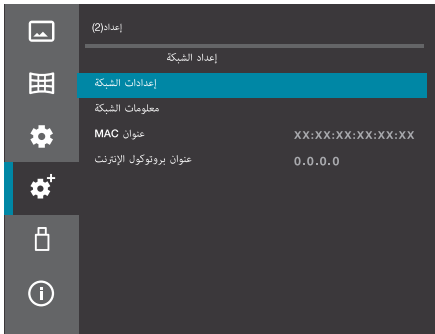 إعداد(2)
إعداد الشبكة
إعدادات الشبكة
معلومات الشبكة
عنوان MAC XX:XX:XX:XX:XX:XX
عنوان بروتوكول الإنترنت 0.0.0.0